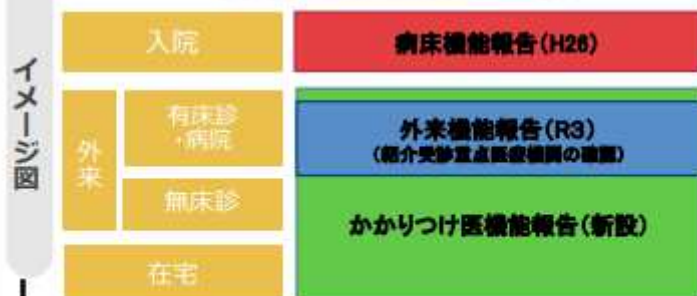 イメージ図
入院
病床機能報告(H26)
外来
有床診
・病院
外来機能報告(R3)
(紹介受診重点医療機関の確認)
無床診
かかりつけ医機能報告(新設)
在宅